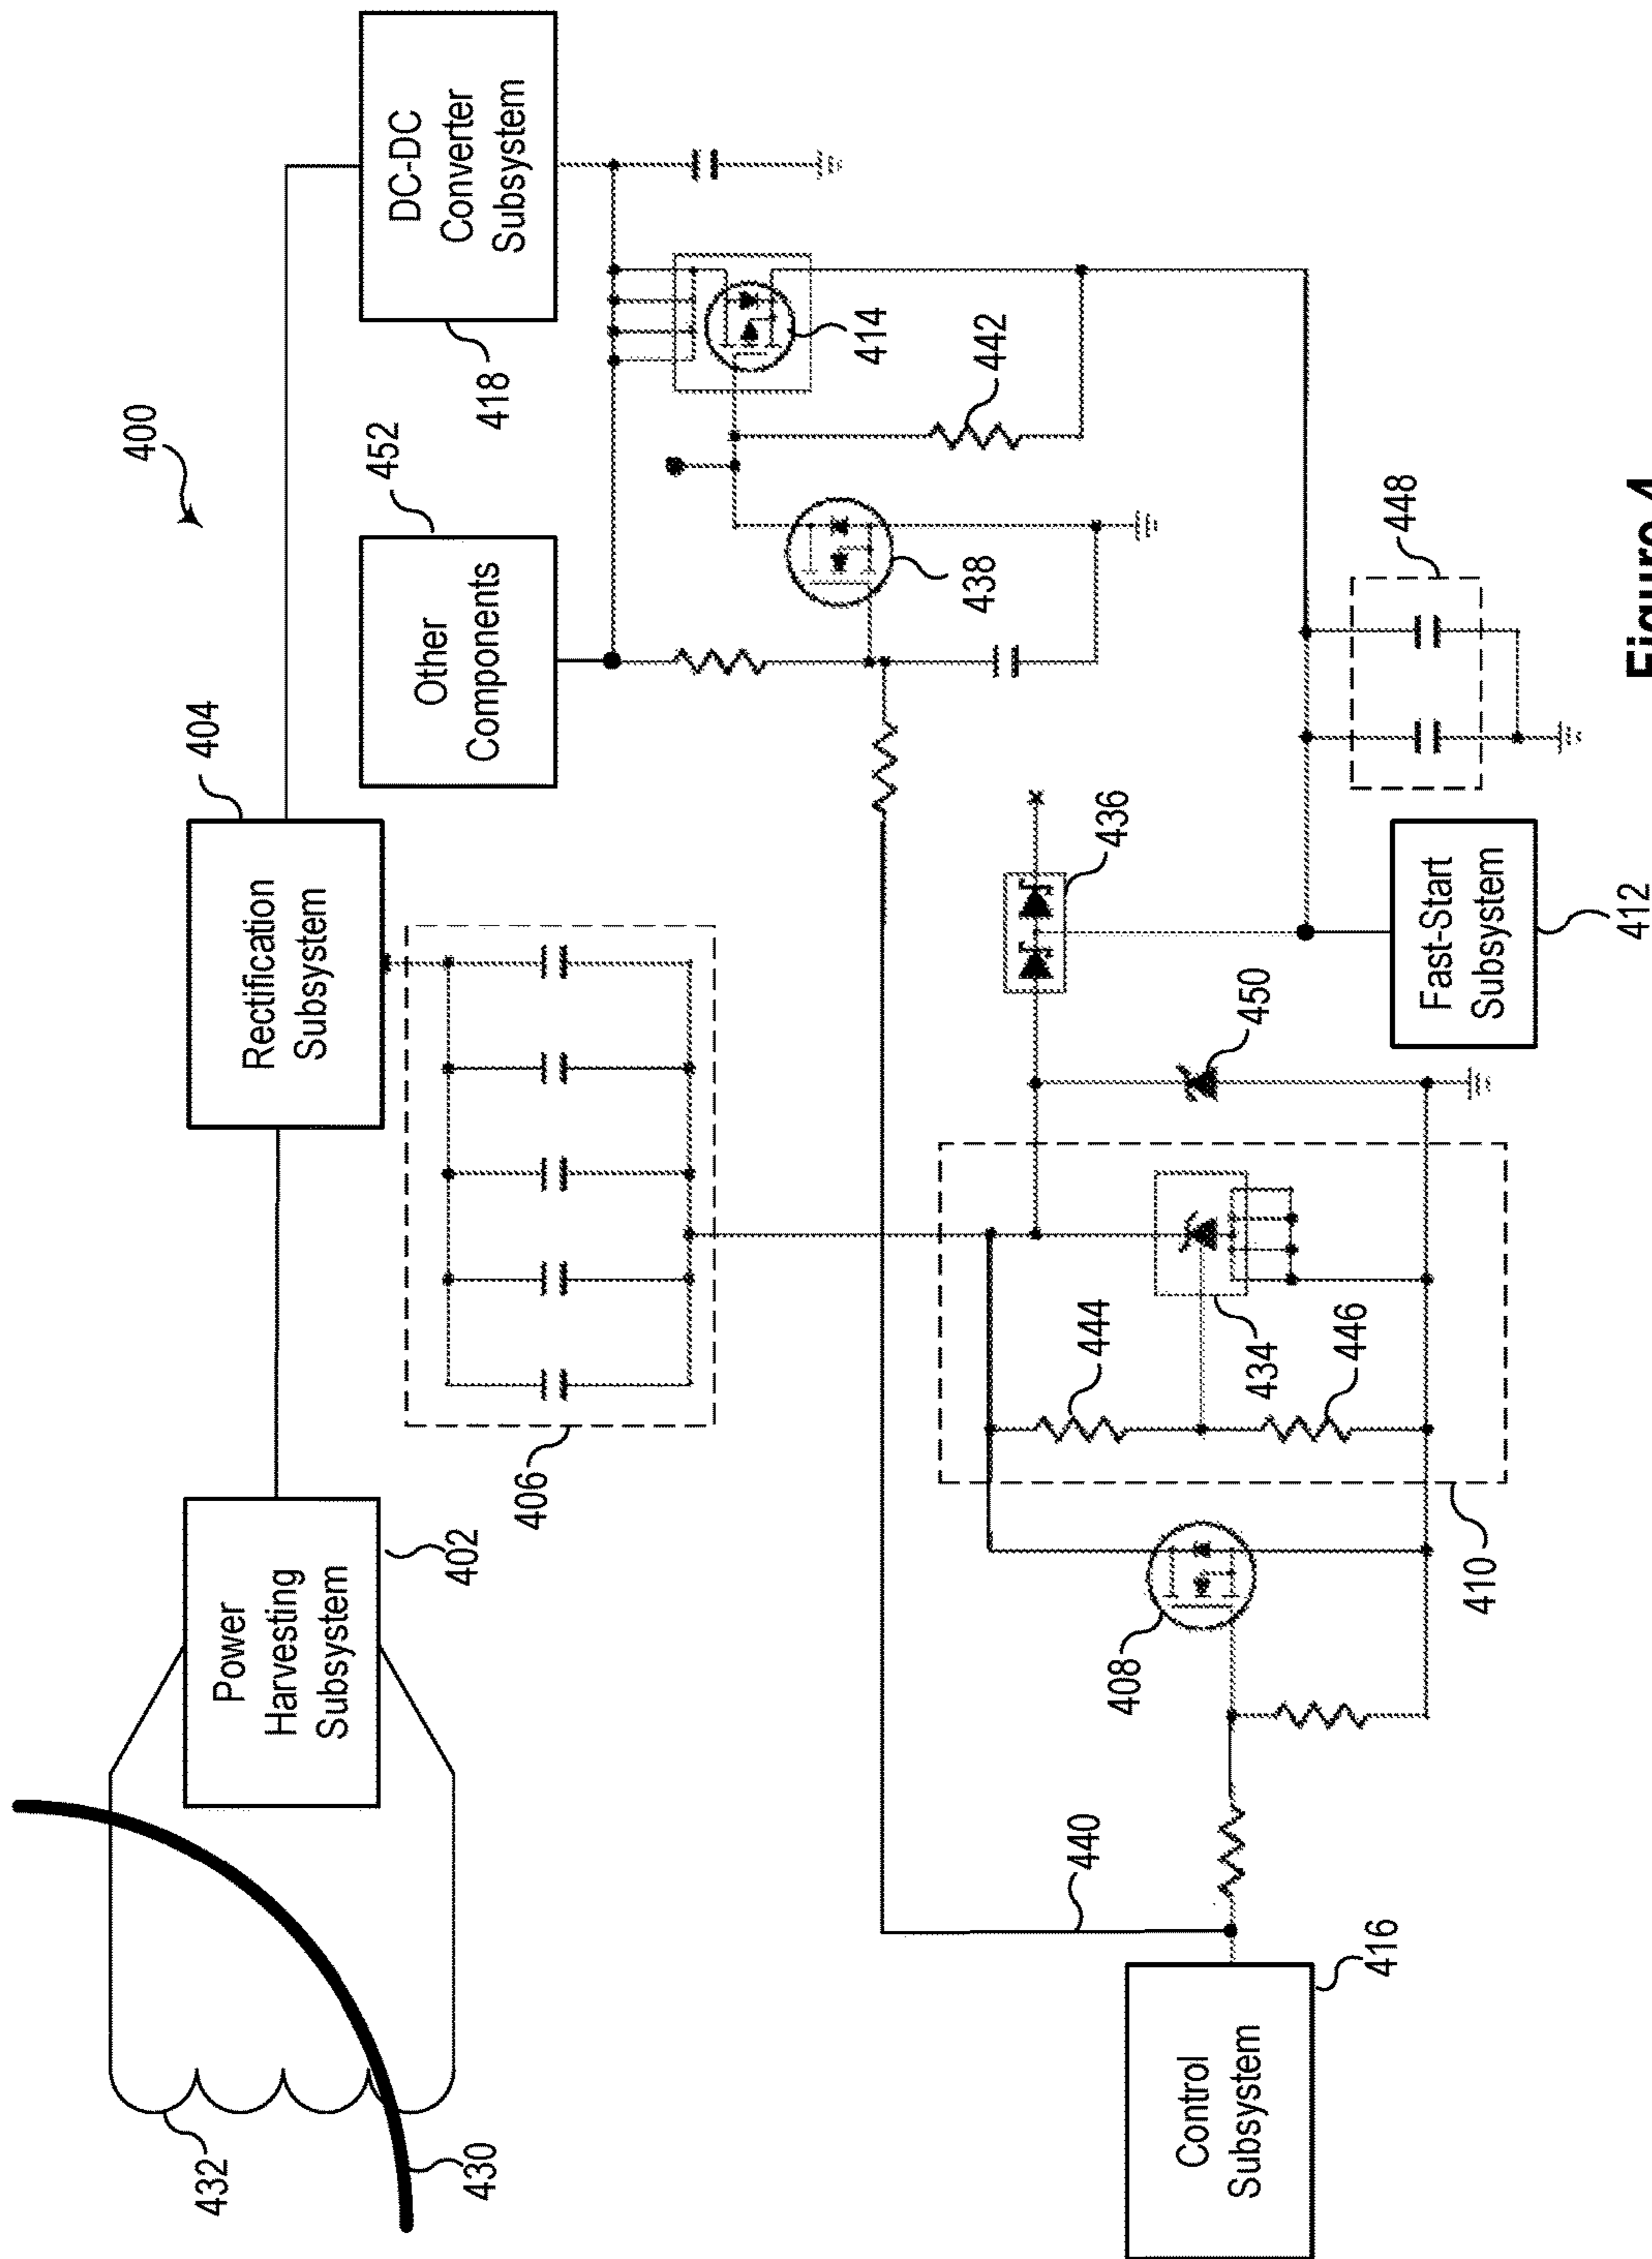 400
432
430
Power
Harvesting
Subsystem
402
Rectification
Subsystem
404
406
Other
Components
452
DC-DC
Converter
Subsystem
418
414
442
438
440
436
450
444
434
446
408
410
Control
Subsystem
416
Fast-Start
Subsystem
412
448
Figure 4